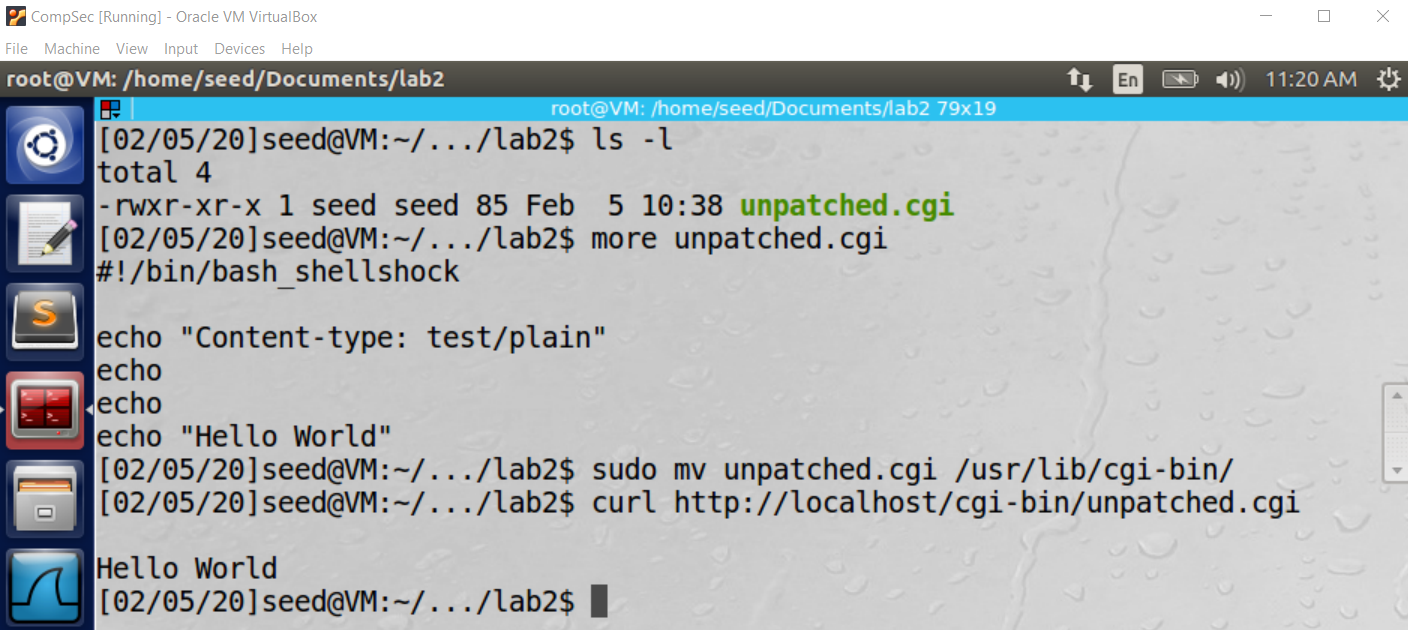 CompSec [Running] - Oracle VM VirtualBox
File Machine View Input Devices Help
root@VM: /home/seed/Documents/lab2 En 11:20 AM
root@VM: /home/seed/Documents/lab2 79x19
[02/05/20]seed@VM:~/.../lab2$ ls -l
total 4
-rwxr-xr-x 1 seed seed 85 Feb  5 10:38 unpatched.cgi
[02/05/20]seed@VM:~/.../lab2$ more unpatched.cgi
#!/bin/bash_shellshock
echo "Content-type: test/plain"
echo
echo
echo "Hello World"
[02/05/20]seed@VM:~/.../lab2$ sudo mv unpatched.cgi /usr/lib/cgi-bin/
[02/05/20]seed@VM:~/.../lab2$ curl http://localhost/cgi-bin/unpatched.cgi
Hello World
[02/05/20]seed@VM:~/.../lab2$